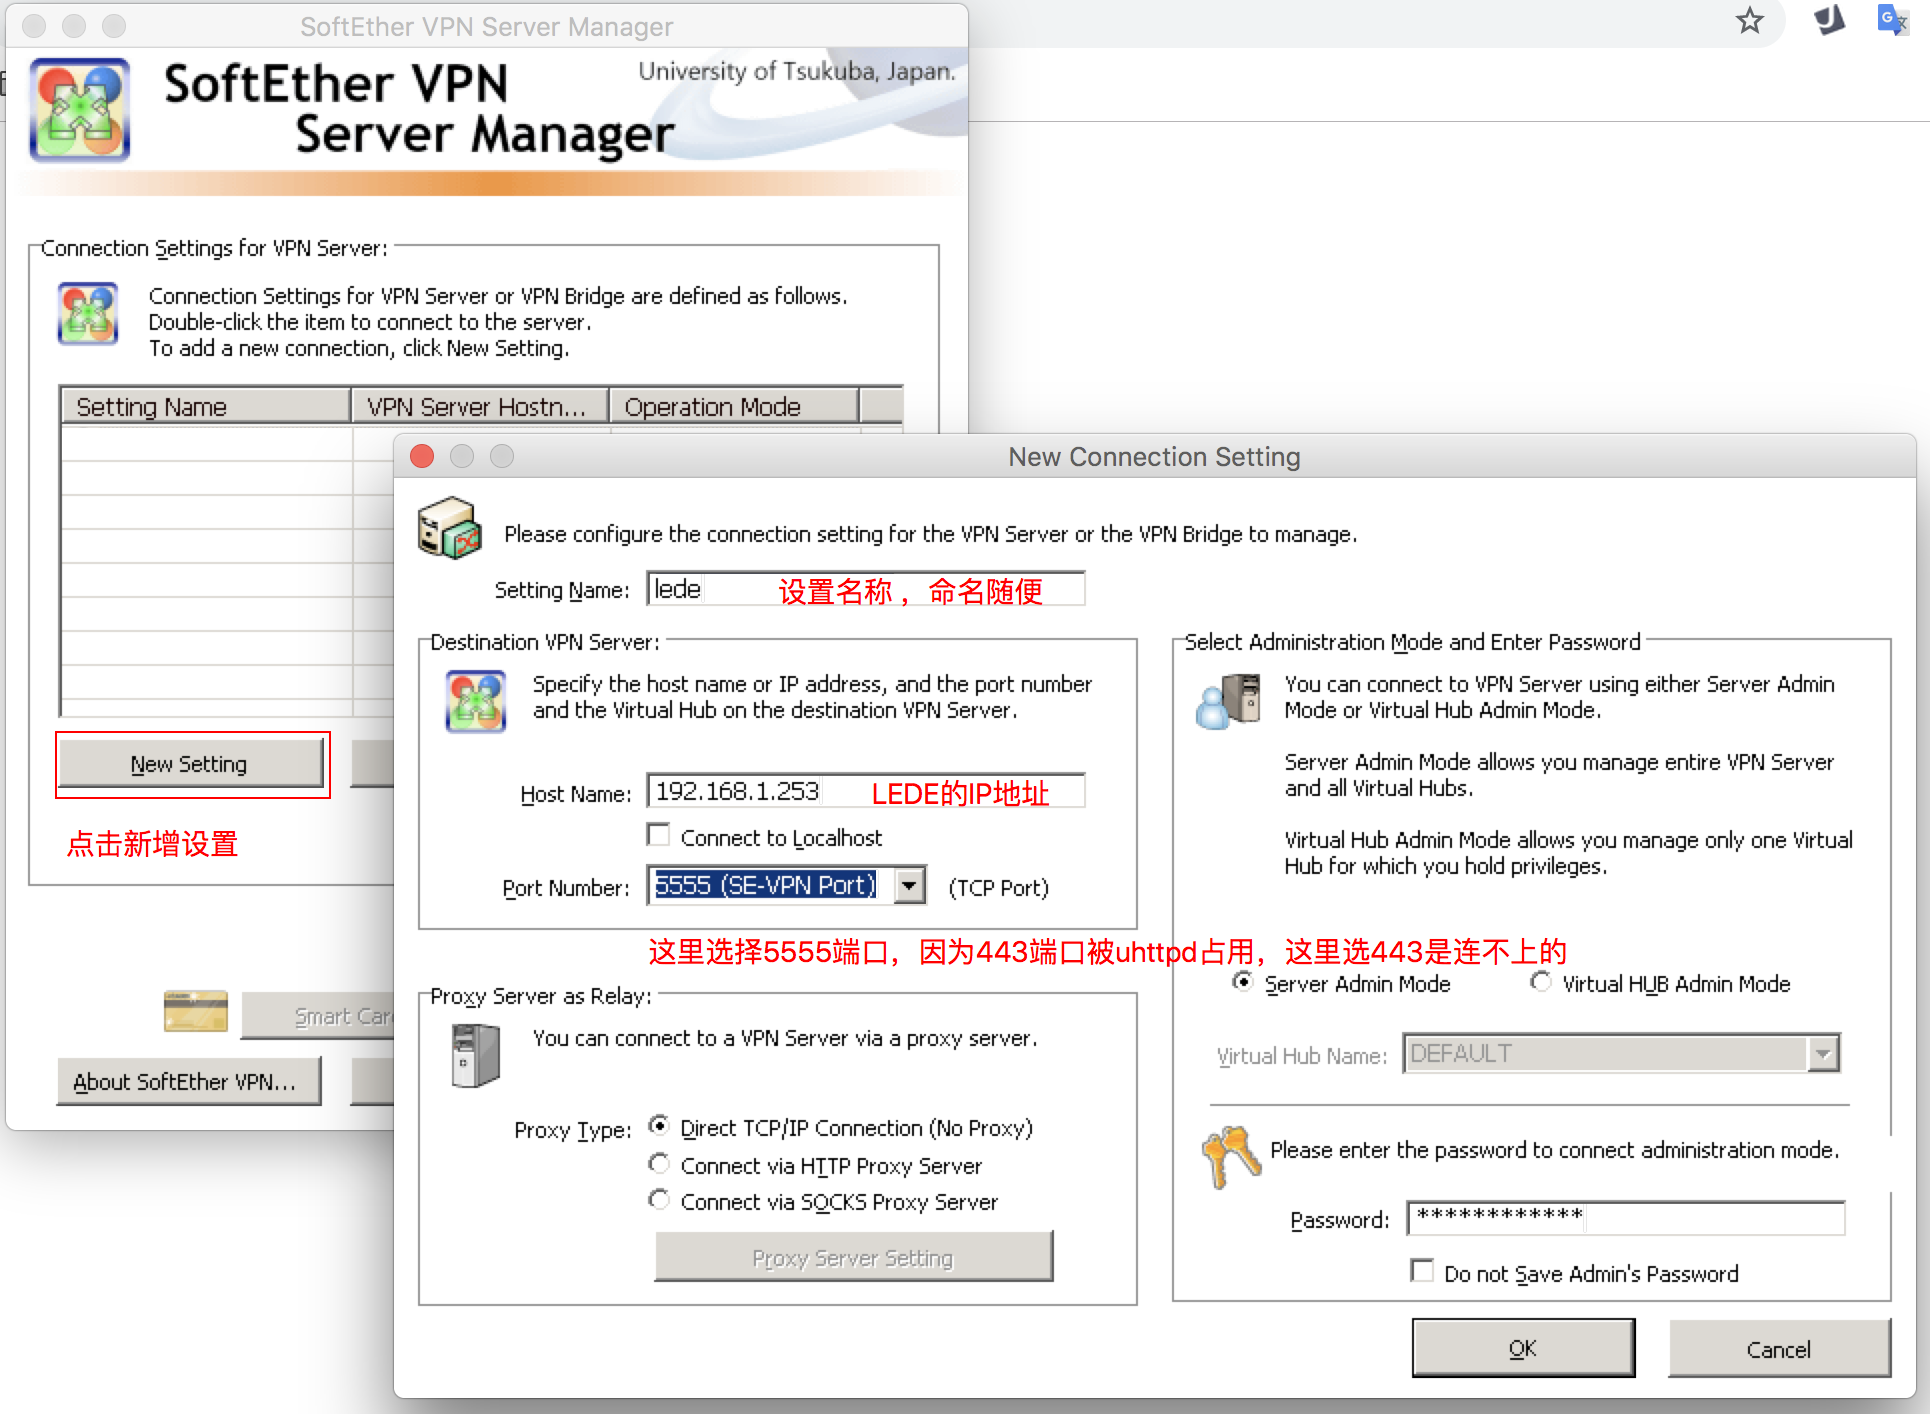 SoftEther VPN Server Manager
SoftEther VPN
Server Manager
University of Tsukuba, Japan.
Connection Settings for VPN Server:
Connection Settings for VPN Server or VPN Bridge are defined as follows.
Double-click the item to connect to the server.
To add a new connection, click New Setting.
Setting Name
VPN Server Hostn...
Operation Mode
New Setting
点击新增设置
Smart Car
About SoftEther VPN...
New Connection Setting
Please configure the connection setting for the VPN Server or the VPN Bridge to manage.
Setting Name: lede 设置名称，命名随便
Destination VPN Server:
Specify the host name or IP address, and the port number
and the Virtual Hub on the destination VPN Server.
Host Name: 192.168.1.253 LEDE的IP地址
Connect to Localhost
Port Number: 5555 (SE-VPN Port) (TCP Port)
这里选择5555端口，因为443端口被uhttpd占用，这里选443是连不上的
Proxy Server as Relay:
You can connect to a VPN Server via a proxy server.
Proxy Type: Direct TCP/IP Connection (No Proxy)
Connect via HTTP Proxy Server
Connect via SOCKS Proxy Server
Proxy Server Setting
Select Administration Mode and Enter Password
You can connect to VPN Server using either Server Admin
Mode or Virtual Hub Admin Mode.
Server Admin Mode allows you manage entire VPN Server
and all Virtual Hubs.
Virtual Hub Admin Mode allows you manage only one Virtual
Hub for which you hold privileges.
Server Admin Mode
Virtual HUB Admin Mode
Virtual Hub Name: DEFAULT
Please enter the password to connect administration mode.
Password: ************
Do not Save Admin's Password
OK
Cancel